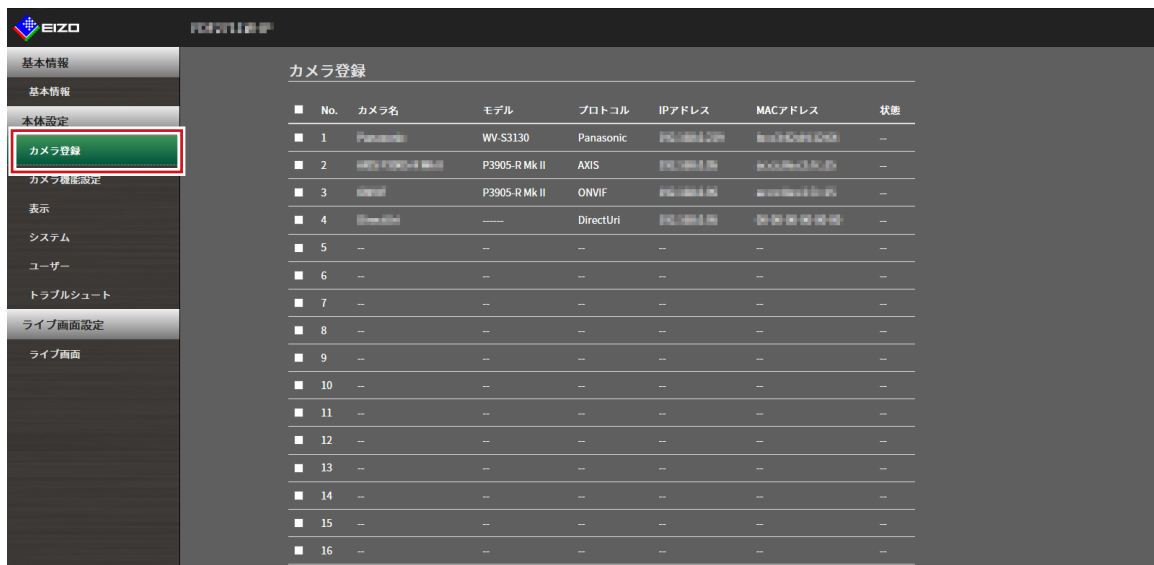 EIZO
基本情報
基本情報
本体設定
カメラ登録
カメラ機能設定
表示
システム
ユーザー
トラブルシュート
ライブ画面設定
ライブ画面
カメラ登録
No. カメラ名 モデル プロトコル IPアドレス MACアドレス 状態
1 WV-S3130 Panasonic --
2 P3905-R Mk II AXIS --
3 P3905-R Mk II ONVIF --
4 ------ DirectUri --
5 -- -- -- -- -- --
6 -- -- -- -- -- --
7 -- -- -- -- -- --
8 -- -- -- -- -- --
9 -- -- -- -- -- --
10 -- -- -- -- -- --
11 -- -- -- -- -- --
12 -- -- -- -- -- --
13 -- -- -- -- -- --
14 -- -- -- -- -- --
15 -- -- -- -- -- --
16 -- -- -- -- -- --